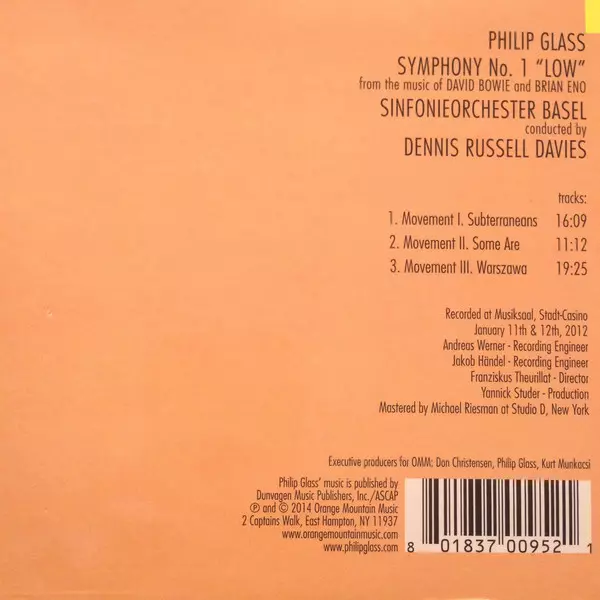 PHILIP GLASS
SYMPHONY No. 1 "LOW"
from the music of DAVID BOWIE and BRIAN ENO
SINFONIEORCHESTER BASEL
conducted by
DENNIS RUSSELL DAVIES
tracks:
1. Movement I. Subterraneans 16:09
2. Movement II. Some Are 11:12
3. Movement III. Warszawa 19:25
Recorded at Musiksaal, Stadt-Casino
January 11th & 12th, 2012
Andreas Werner - Recording Engineer
Jakob Händel - Recording Engineer
Franziskus Theurillat - Director
Yannick Studer - Production
Mastered by Michael Riesman at Studio D, New York
Executive producers for OMM: Don Christensen, Philip Glass, Kurt Munkacsi
Philip Glass' music is published by
Dunvagen Music Publishers, Inc./ASCAP
℗ and © 2014 Orange Mountain Music
2 Captains Walk, East Hampton, NY 11937
www.orangemountainmusic.com
www.philipglass.com
8 01837 00952 1